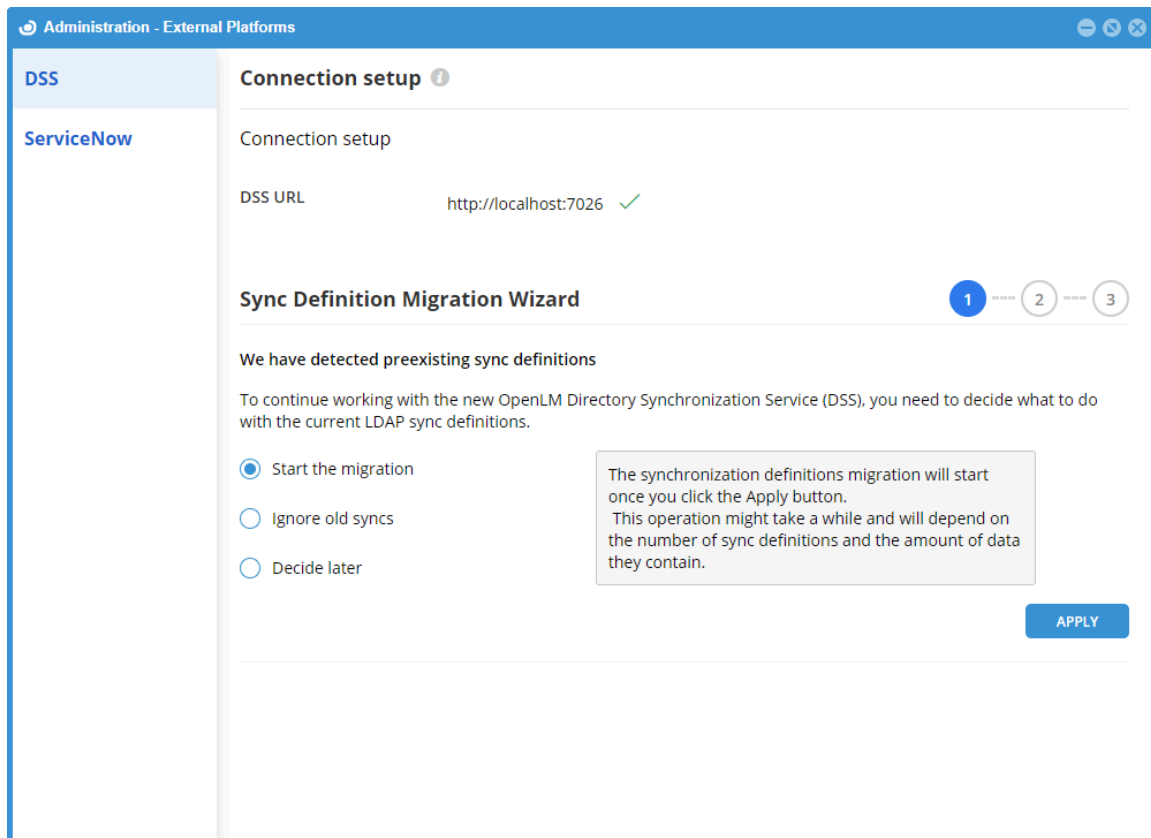 Administration - External Platforms
DSS
ServiceNow
Connection setup
Connection setup
DSS URL
http://localhost:7026
Sync Definition Migration Wizard
1
2
3
We have detected preexisting sync definitions
To continue working with the new OpenLM Directory Synchronization Service (DSS), you need to decide what to do
with the current LDAP sync definitions.
Start the migration
Ignore old syncs
Decide later
The synchronization definitions migration will start
once you click the Apply button.
This operation might take a while and will depend on
the number of sync definitions and the amount of data
they contain.
APPLY